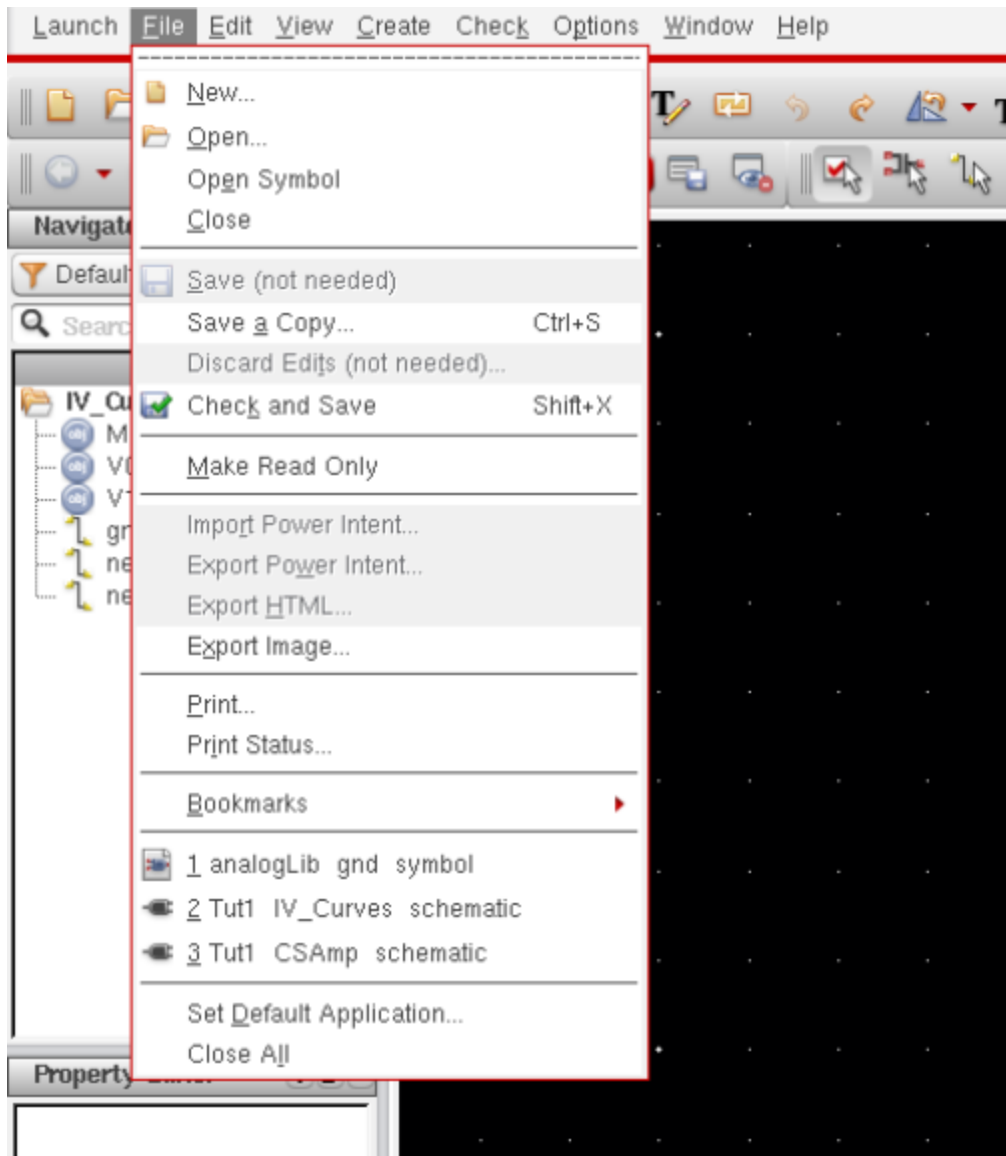 Launch File Edit View Create Check Options Window Help
New...
Open...
Open Symbol
Close
Navigat
Default
Save (not needed)
Searc
Save a Copy... Ctrl+S
Discard Edits (not needed)...
IV_Cu
Check and Save Shift+X
M
V0
Make Read Only
V1
gn
Import Power Intent...
ne
Export Power Intent...
ne
Export HTML...
Export Image...
Print...
Print Status...
Bookmarks
1 analogLib gnd symbol
2 Tut1 IV_Curves schematic
3 Tut1 CSAmp schematic
Set Default Application...
Close All
Property